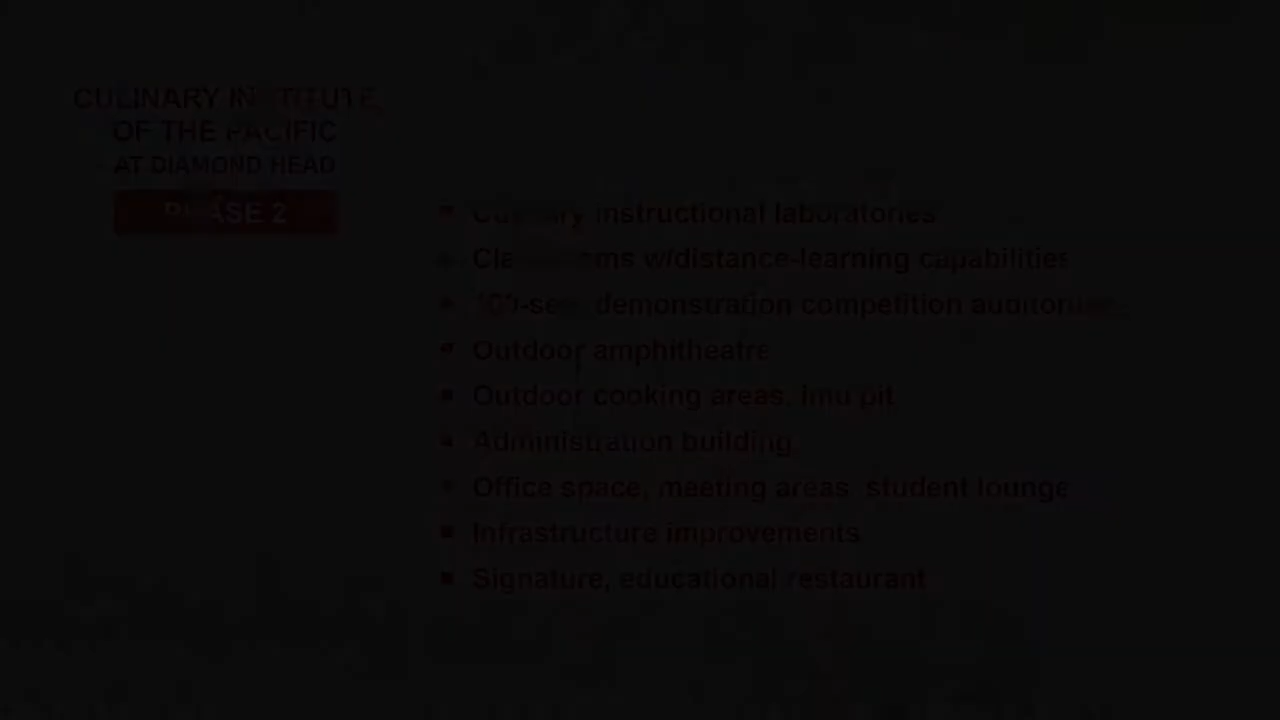 CULINARY INSTITUTE
OF THE PACIFIC
AT DIAMOND HEAD
PHASE 2
Culinary instructional laboratories
Classrooms w/distance-learning capabilities
demonstration competition auditorium
Outdoor amphitheatre
Outdoor cooking areas, imu pit
Administration building
Office space, meeting areas, student lounge
Infrastructure improvements
Signature, educational restaurant